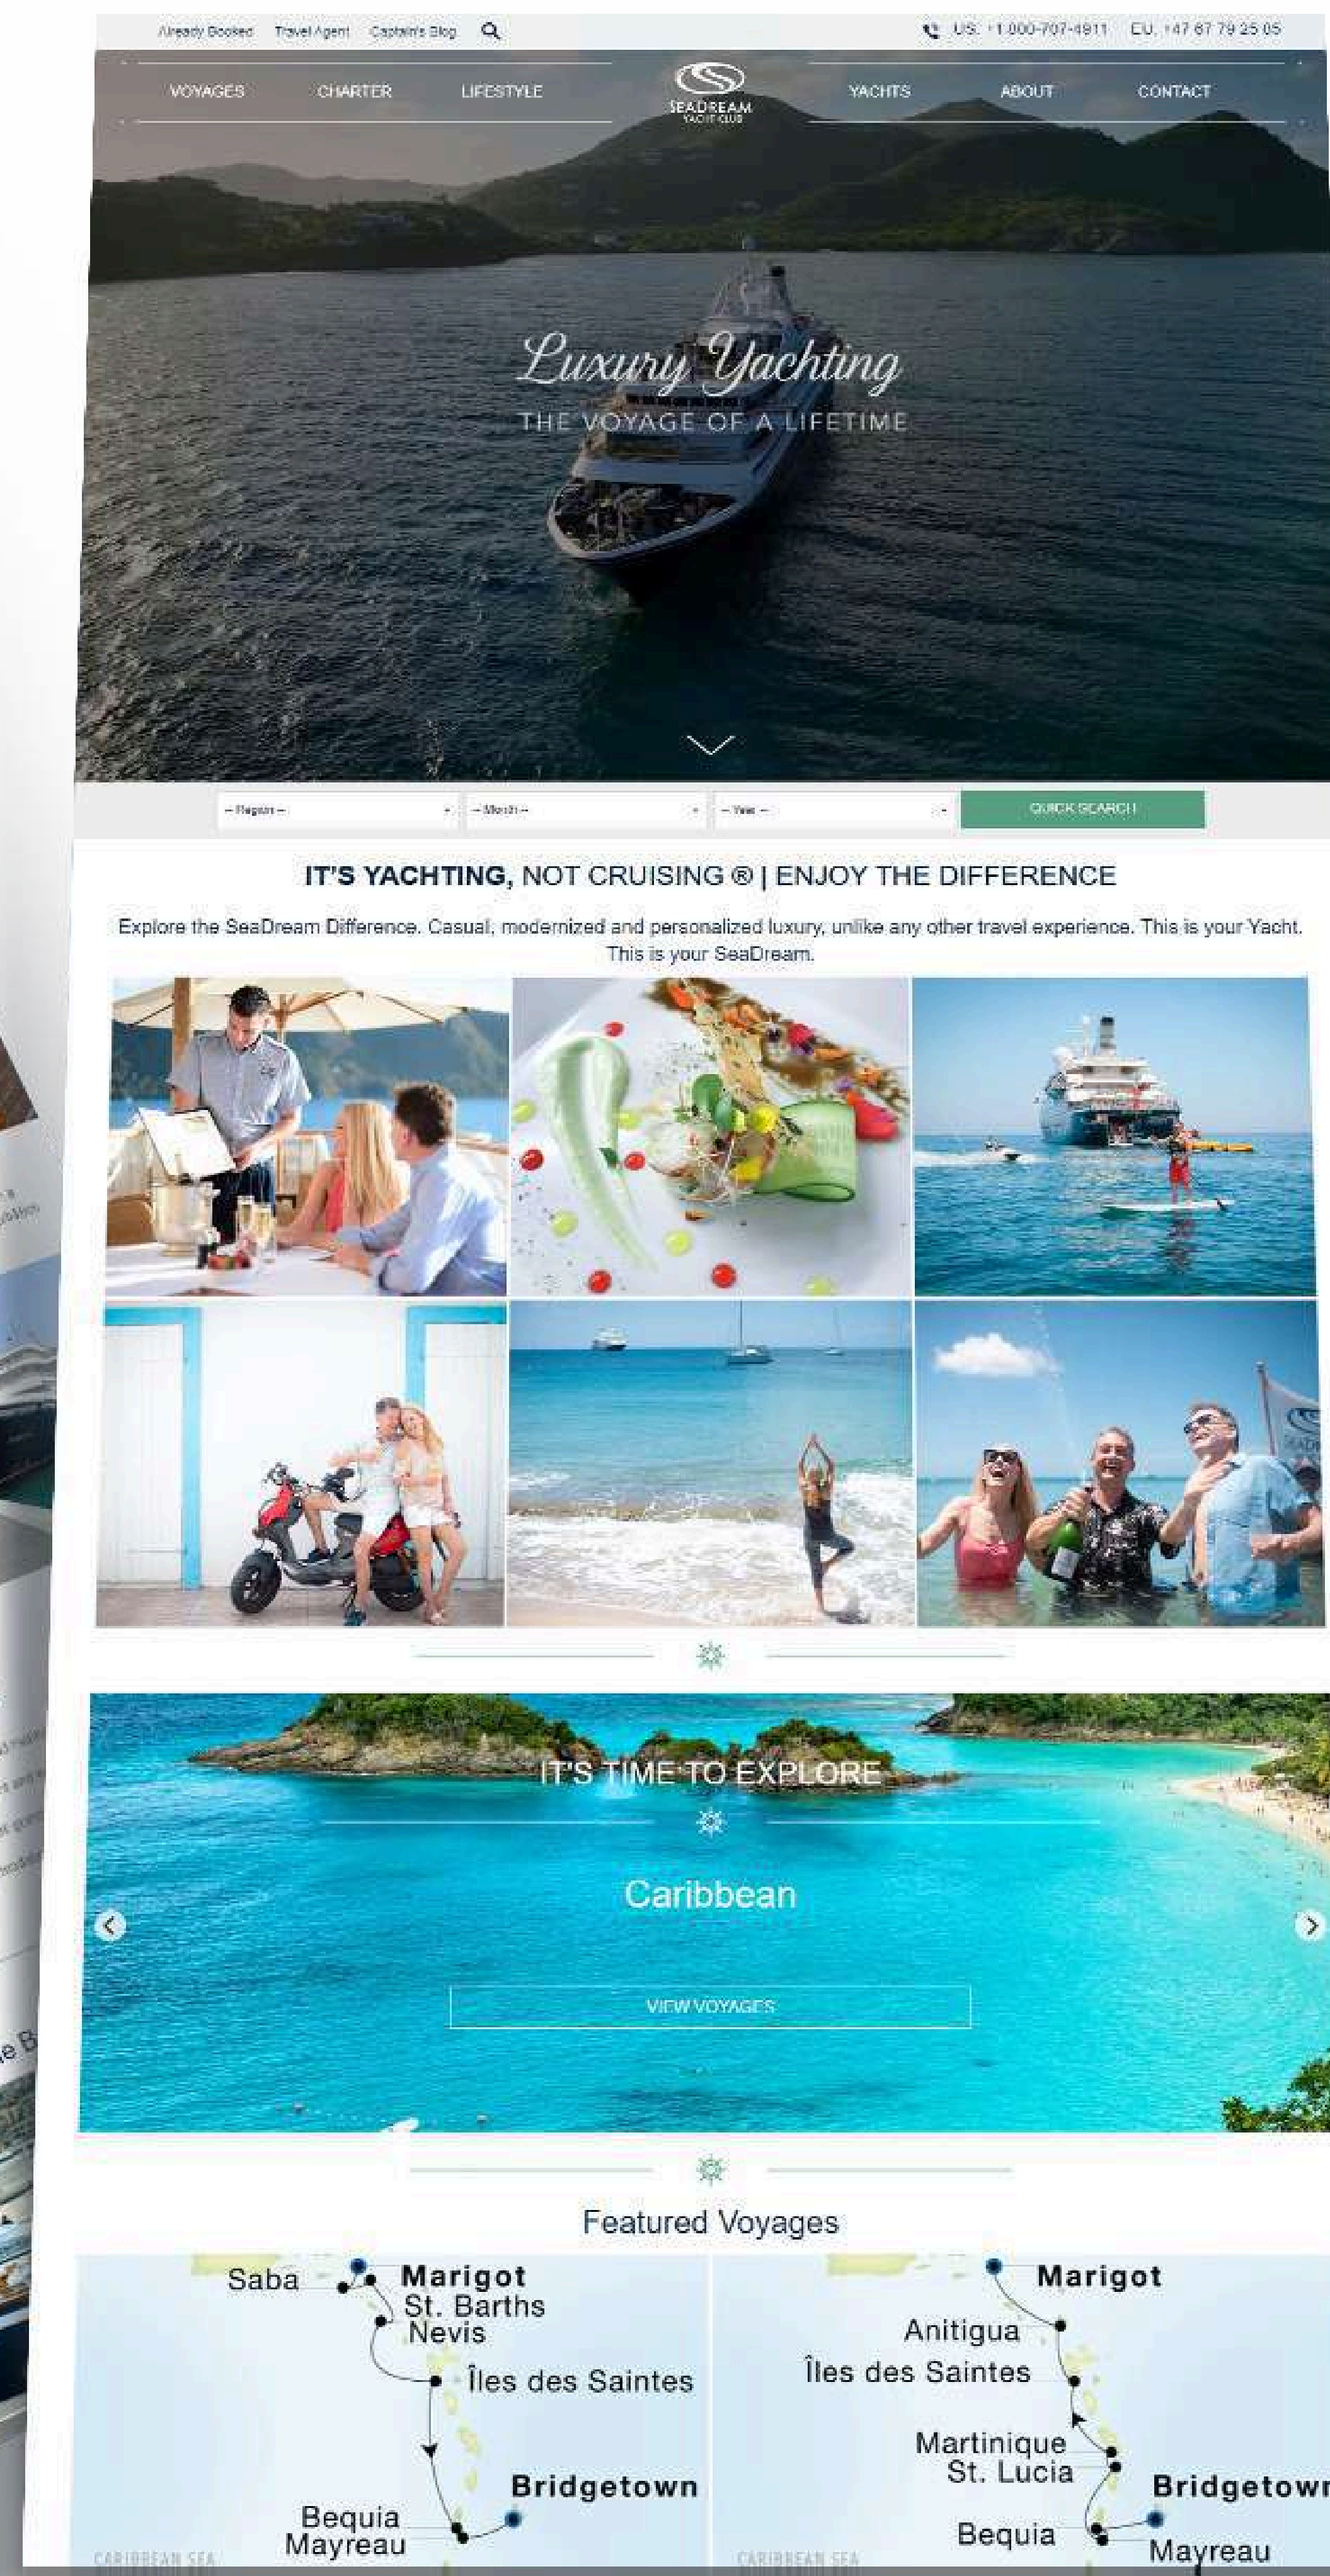 Already Booked Travel Agent Captain's Blog
US: +1 800-707-4911 EU: +47 67 79 25 05
VOYAGES CHARTER LIFESTYLE
SEADREAM
YACHT CLUB
YACHTS ABOUT CONTACT
Luxury Yachting
THE VOYAGE OF A LIFETIME
-- Region -- -- Month -- -- Year -- QUICK SEARCH
IT'S YACHTING, NOT CRUISING ® | ENJOY THE DIFFERENCE
Explore the SeaDream Difference. Casual, modernized and personalized luxury, unlike any other travel experience. This is your Yacht.
This is your SeaDream.
IT'S TIME TO EXPLORE
Caribbean
VIEW VOYAGES
Featured Voyages
Saba
Marigot
St. Barths
Nevis
Îles des Saintes
Bridgetown
Bequia
Mayreau
CARIBBEAN SEA
Marigot
Anitigua
Îles des Saintes
Martinique
St. Lucia
Bridgetown
Bequia
Mayreau
CARIBBEAN SEA